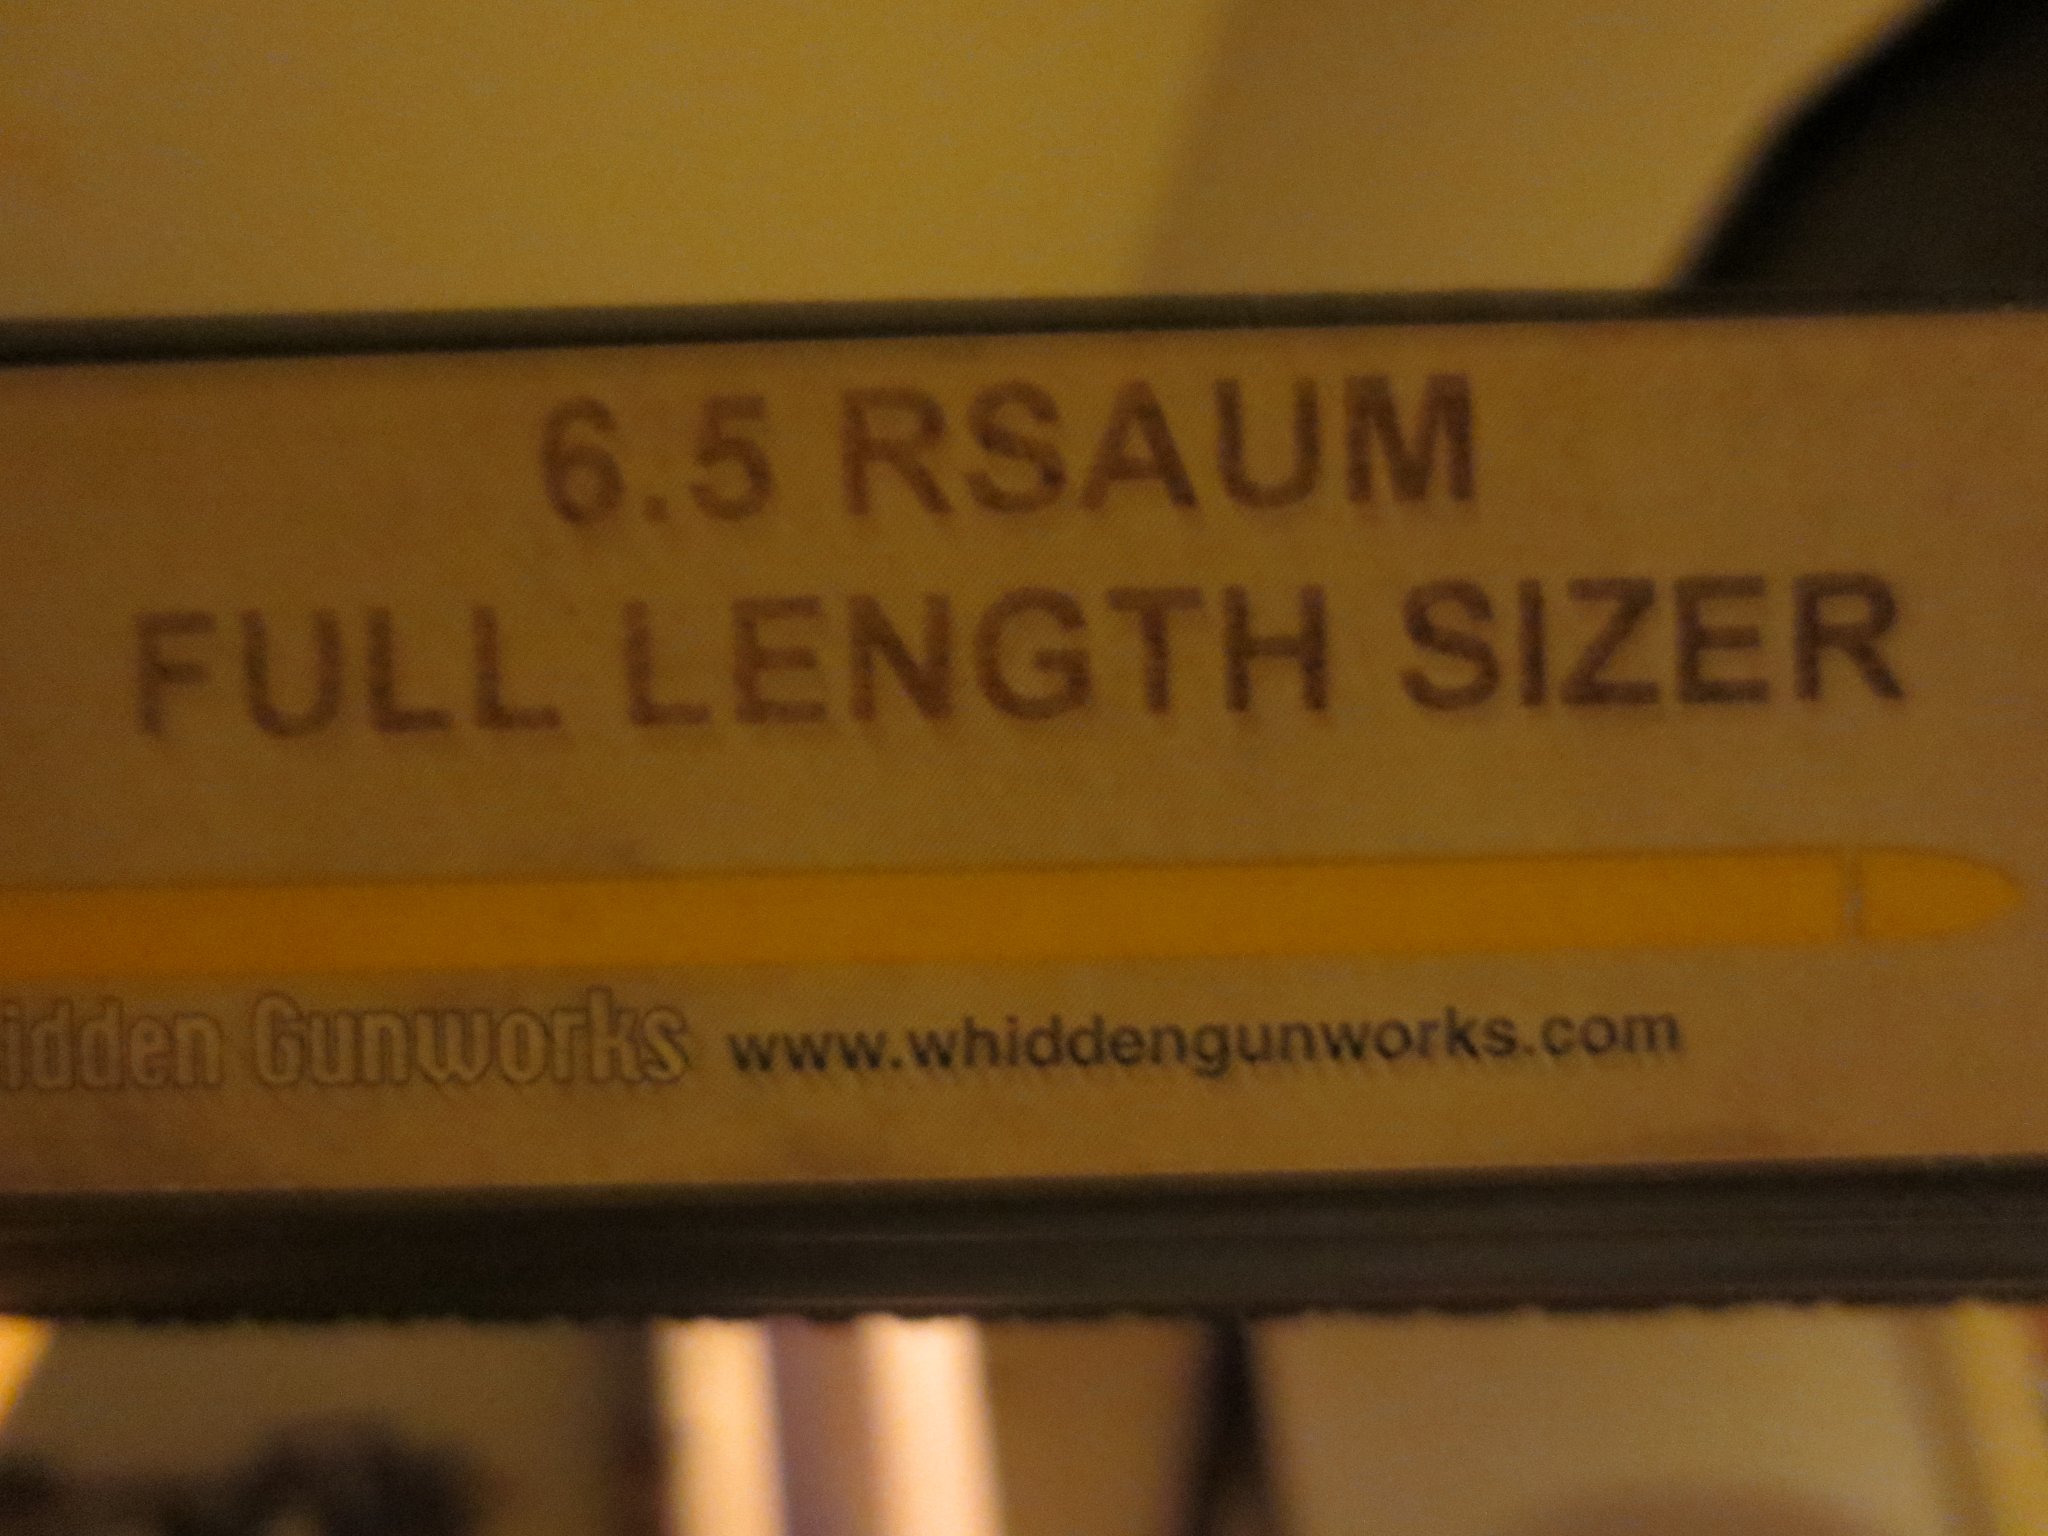 6.5 RSAUM
FULL LENGTH SIZER
idden Gunworks www.whiddengunworks.com